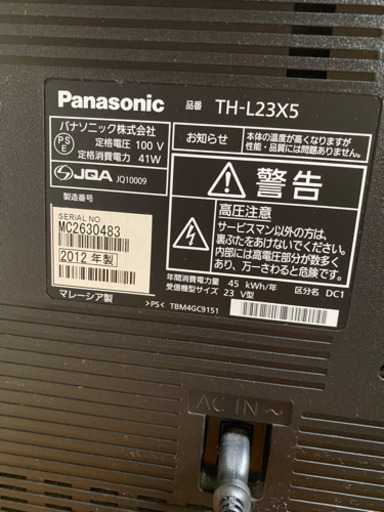 Panasonic 品番 TH-L23X5
パナソニック株式会社
PS E
定格電圧 100 V
定格消費電力 41W
JQA JQ10009
お知らせ
本体の温度が高くなりますが
性能・品質には問題ありません。
警告
高圧注意
サービスマン以外の方は、
裏ぶたをあけないでください。
内部には高電圧部分が数多く
あり、万一さわると危険です。
製造番号
SERIAL NO
MC2630483
2012 年製
マレーシア製
年間消費電力量 45 kWh/年
受信機型サイズ 23 V型 区分名 DC1
>PS< TBM4GC9151
AC IN ~